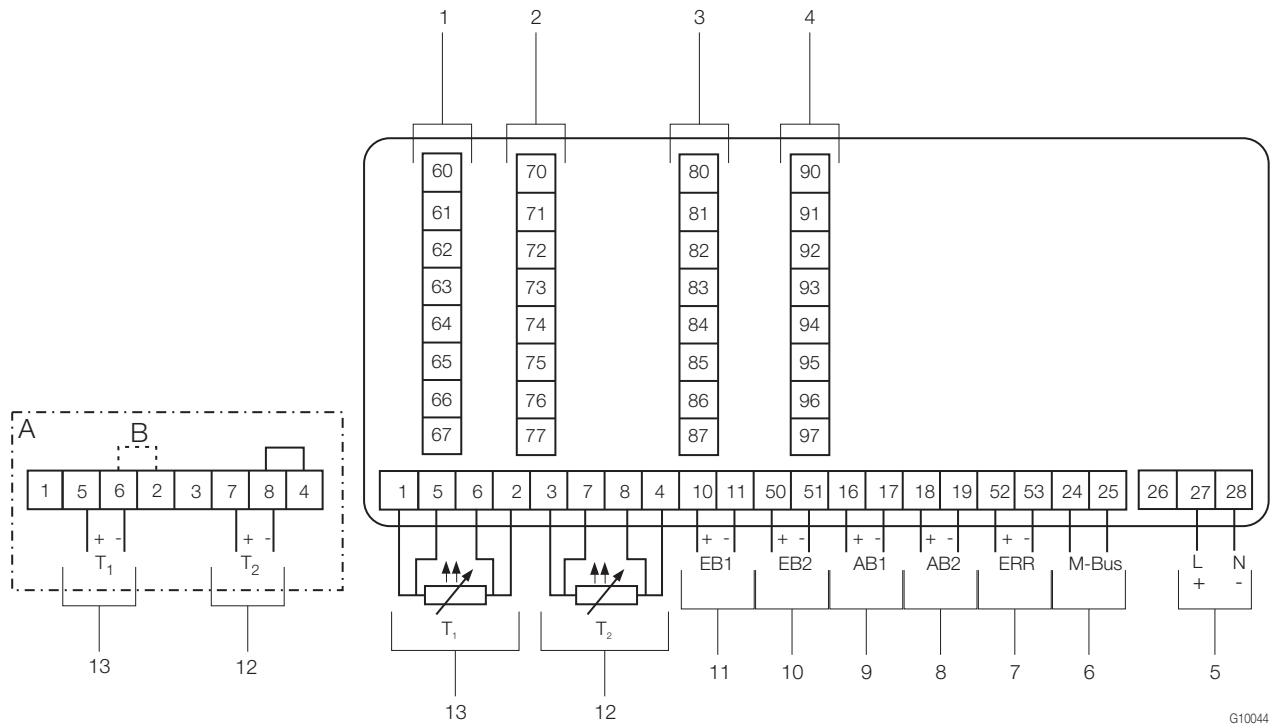 1 2 3 4
60 70 80 90
61 71 81 91
62 72 82 92
63 73 83 93
64 74 84 94
65 75 85 95
66 76 86 96
67 77 87 97
A B
1 5 6 2 3 7 8 4
+ - + -
T1 T2
13 12
1 5 6 2 3 7 8 4 10 11 50 51 16 17 18 19 52 53 24 25 26 27 28
+ - + - + - + - + -
EB1 EB2 AB1 AB2 ERR M-Bus L N
+ -
T1 T2
13 12 11 10 9 8 7 6 5
G10044